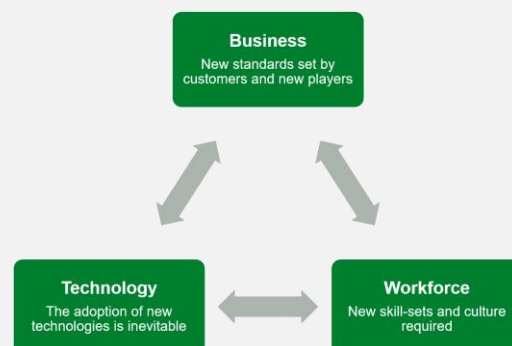 Business
New standards set by
customers and new players
Technology
The adoption of new
technologies is inevitable
Workforce
New skill-sets and culture
required